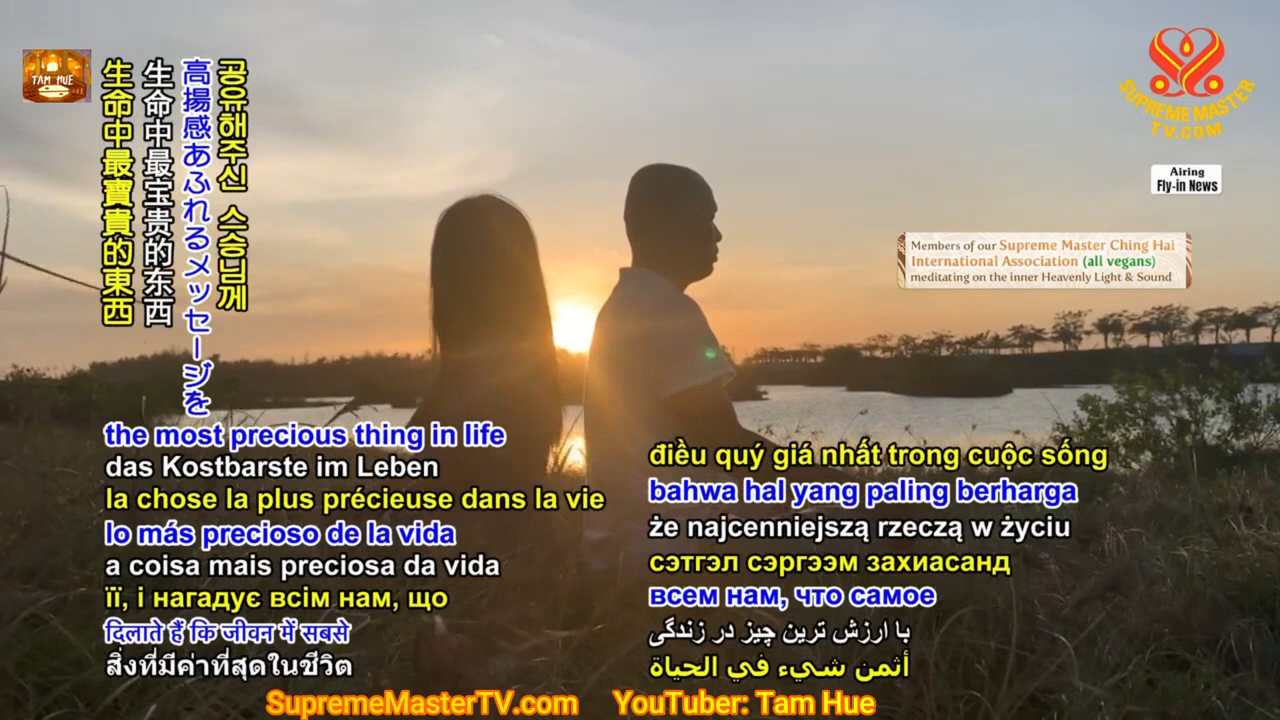 TAM HUE
生命中最寶貴的東西
生命中最宝贵的东西
高揚感あふれるメッセージを
공유해주신 스승님께
SUPREME MASTER
TV.COM
Airing
Fly-in News
Members of our Supreme Master Ching Hai
International Association (all vegans)
meditating on the inner Heavenly Light & Sound
the most precious thing in life
das Kostbarste im Leben
la chose la plus précieuse dans la vie
lo más precioso de la vida
a coisa mais preciosa da vida
її, і нагадує всім нам, що
दिलाते हैं कि जीवन में सबसे
สิ่งที่มีค่าที่สุดในชีวิต
điều quý giá nhất trong cuộc sống
bahwa hal yang paling berharga
że najcenniejszą rzeczą w życiu
сэтгэл сэргээм захиасанд
всем нам, что самое
با ارزش ترین چیز در زندگی
أثمن شيء في الحياة
SupremeMasterTV.com YouTuber: Tam Hue